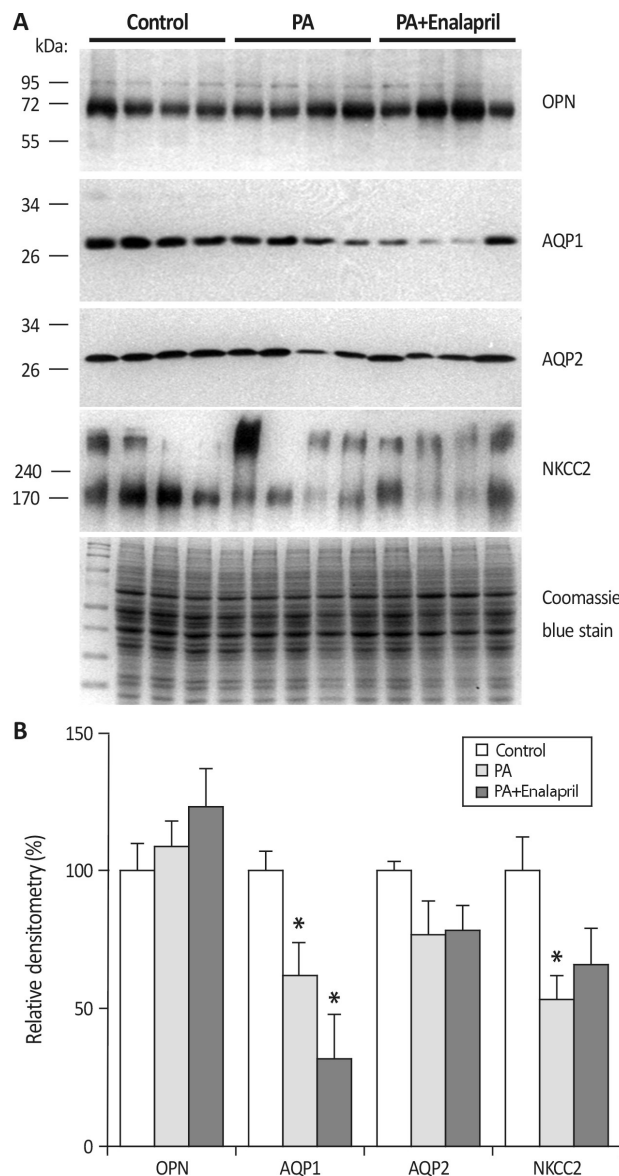 A
Control PA PA+Enalapril
kDa:
95
72
55
OPN
34
26
AQP1
34
26
AQP2
240
170
NKCC2
Coomassie
blue stain
B
Relative densitometry (%)
150
100
50
0
Control
PA
PA+Enalapril
*
*
*
OPN AQP1 AQP2 NKCC2